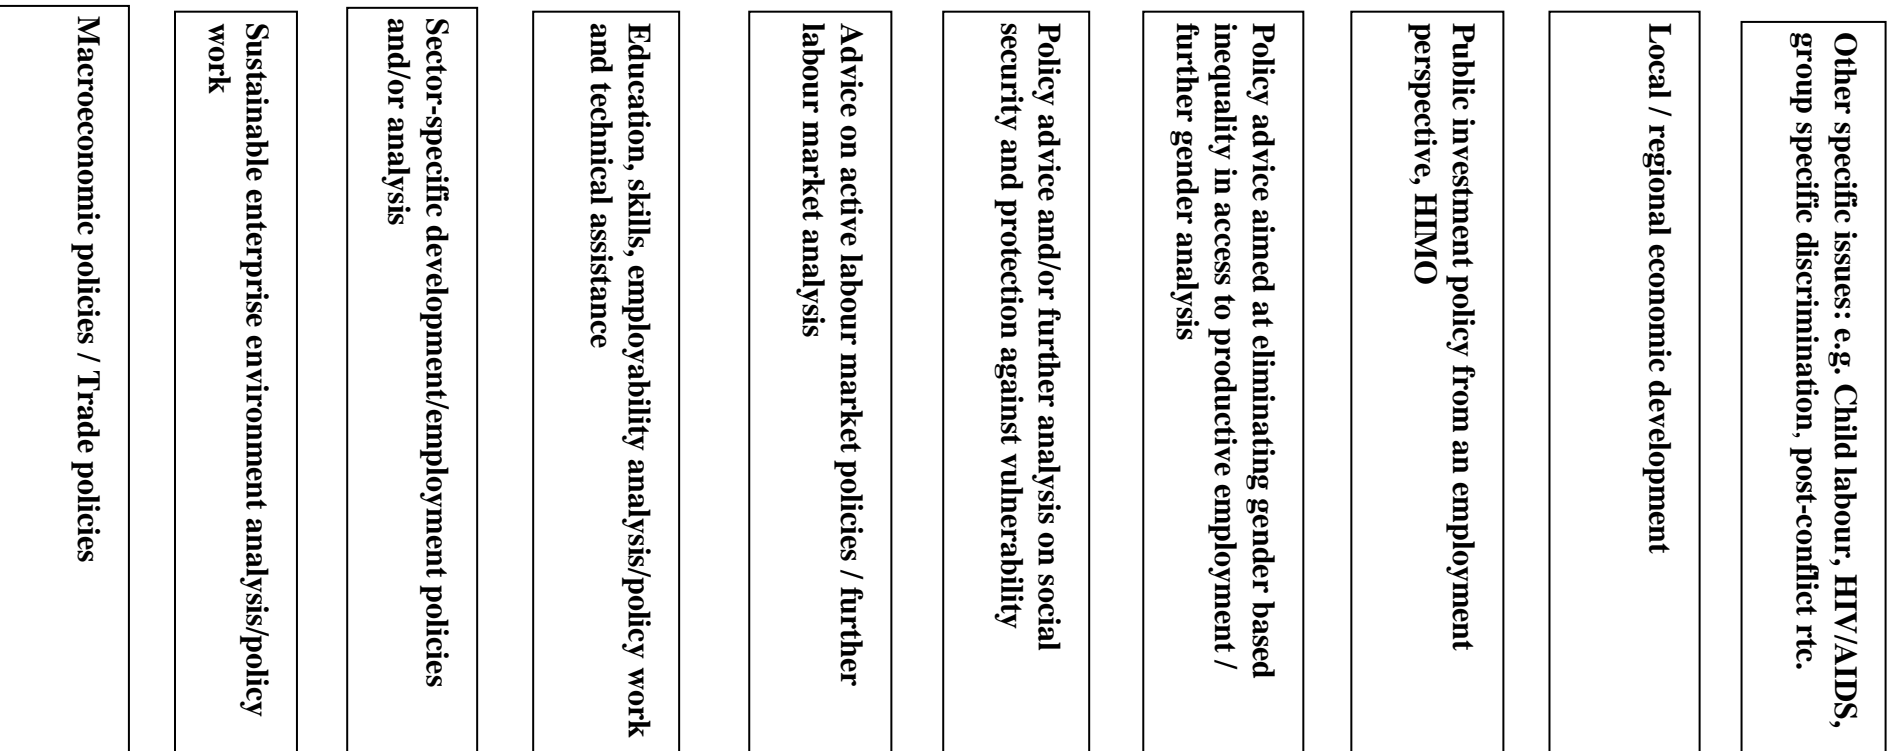 Macroeconomic policies / Trade policies
Sustainable enterprise environment analysis/policy
work
Sector-specific development/employment policies
and/or analysis
Education, skills, employability analysis/policy work
and technical assistance
Advice on active labour market policies / further
labour market analysis
Policy advice and/or further analysis on social
security and protection against vulnerability
Policy advice aimed at eliminating gender based
inequality in access to productive employment /
further gender analysis
Public investment policy from an employment
perspective, HIMO
Local / regional economic development
Other specific issues: e.g. Child labour, HIV/AIDS,
group specific discrimination, post-conflict rtc.